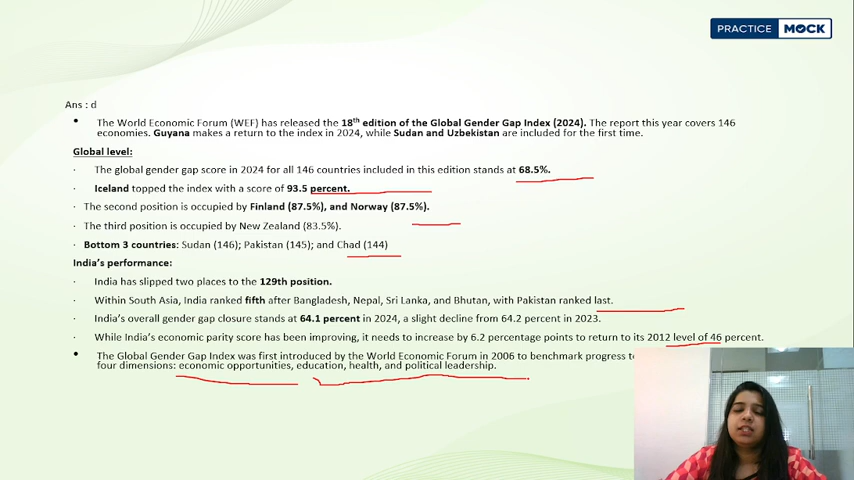 PRACTICE MOCK
Ans : d
• The World Economic Forum (WEF) has released the 18th edition of the Global Gender Gap Index (2024). The report this year covers 146
economies. Guyana makes a return to the index in 2024, while Sudan and Uzbekistan are included for the first time.
Global level:
· The global gender gap score in 2024 for all 146 countries included in this edition stands at 68.5%.
· Iceland topped the index with a score of 93.5 percent.
· The second position is occupied by Finland (87.5%), and Norway (87.5%).
· The third position is occupied by New Zealand (83.5%).
· Bottom 3 countries: Sudan (146); Pakistan (145); and Chad (144)
India's performance:
· India has slipped two places to the 129th position.
· Within South Asia, India ranked fifth after Bangladesh, Nepal, Sri Lanka, and Bhutan, with Pakistan ranked last.
· India's overall gender gap closure stands at 64.1 percent in 2024, a slight decline from 64.2 percent in 2023.
· While India's economic parity score has been improving, it needs to increase by 6.2 percentage points to return to its 2012 level of 46 percent.
• The Global Gender Gap Index was first introduced by the World Economic Forum in 2006 to benchmark progress to
four dimensions: economic opportunities, education, health, and political leadership.